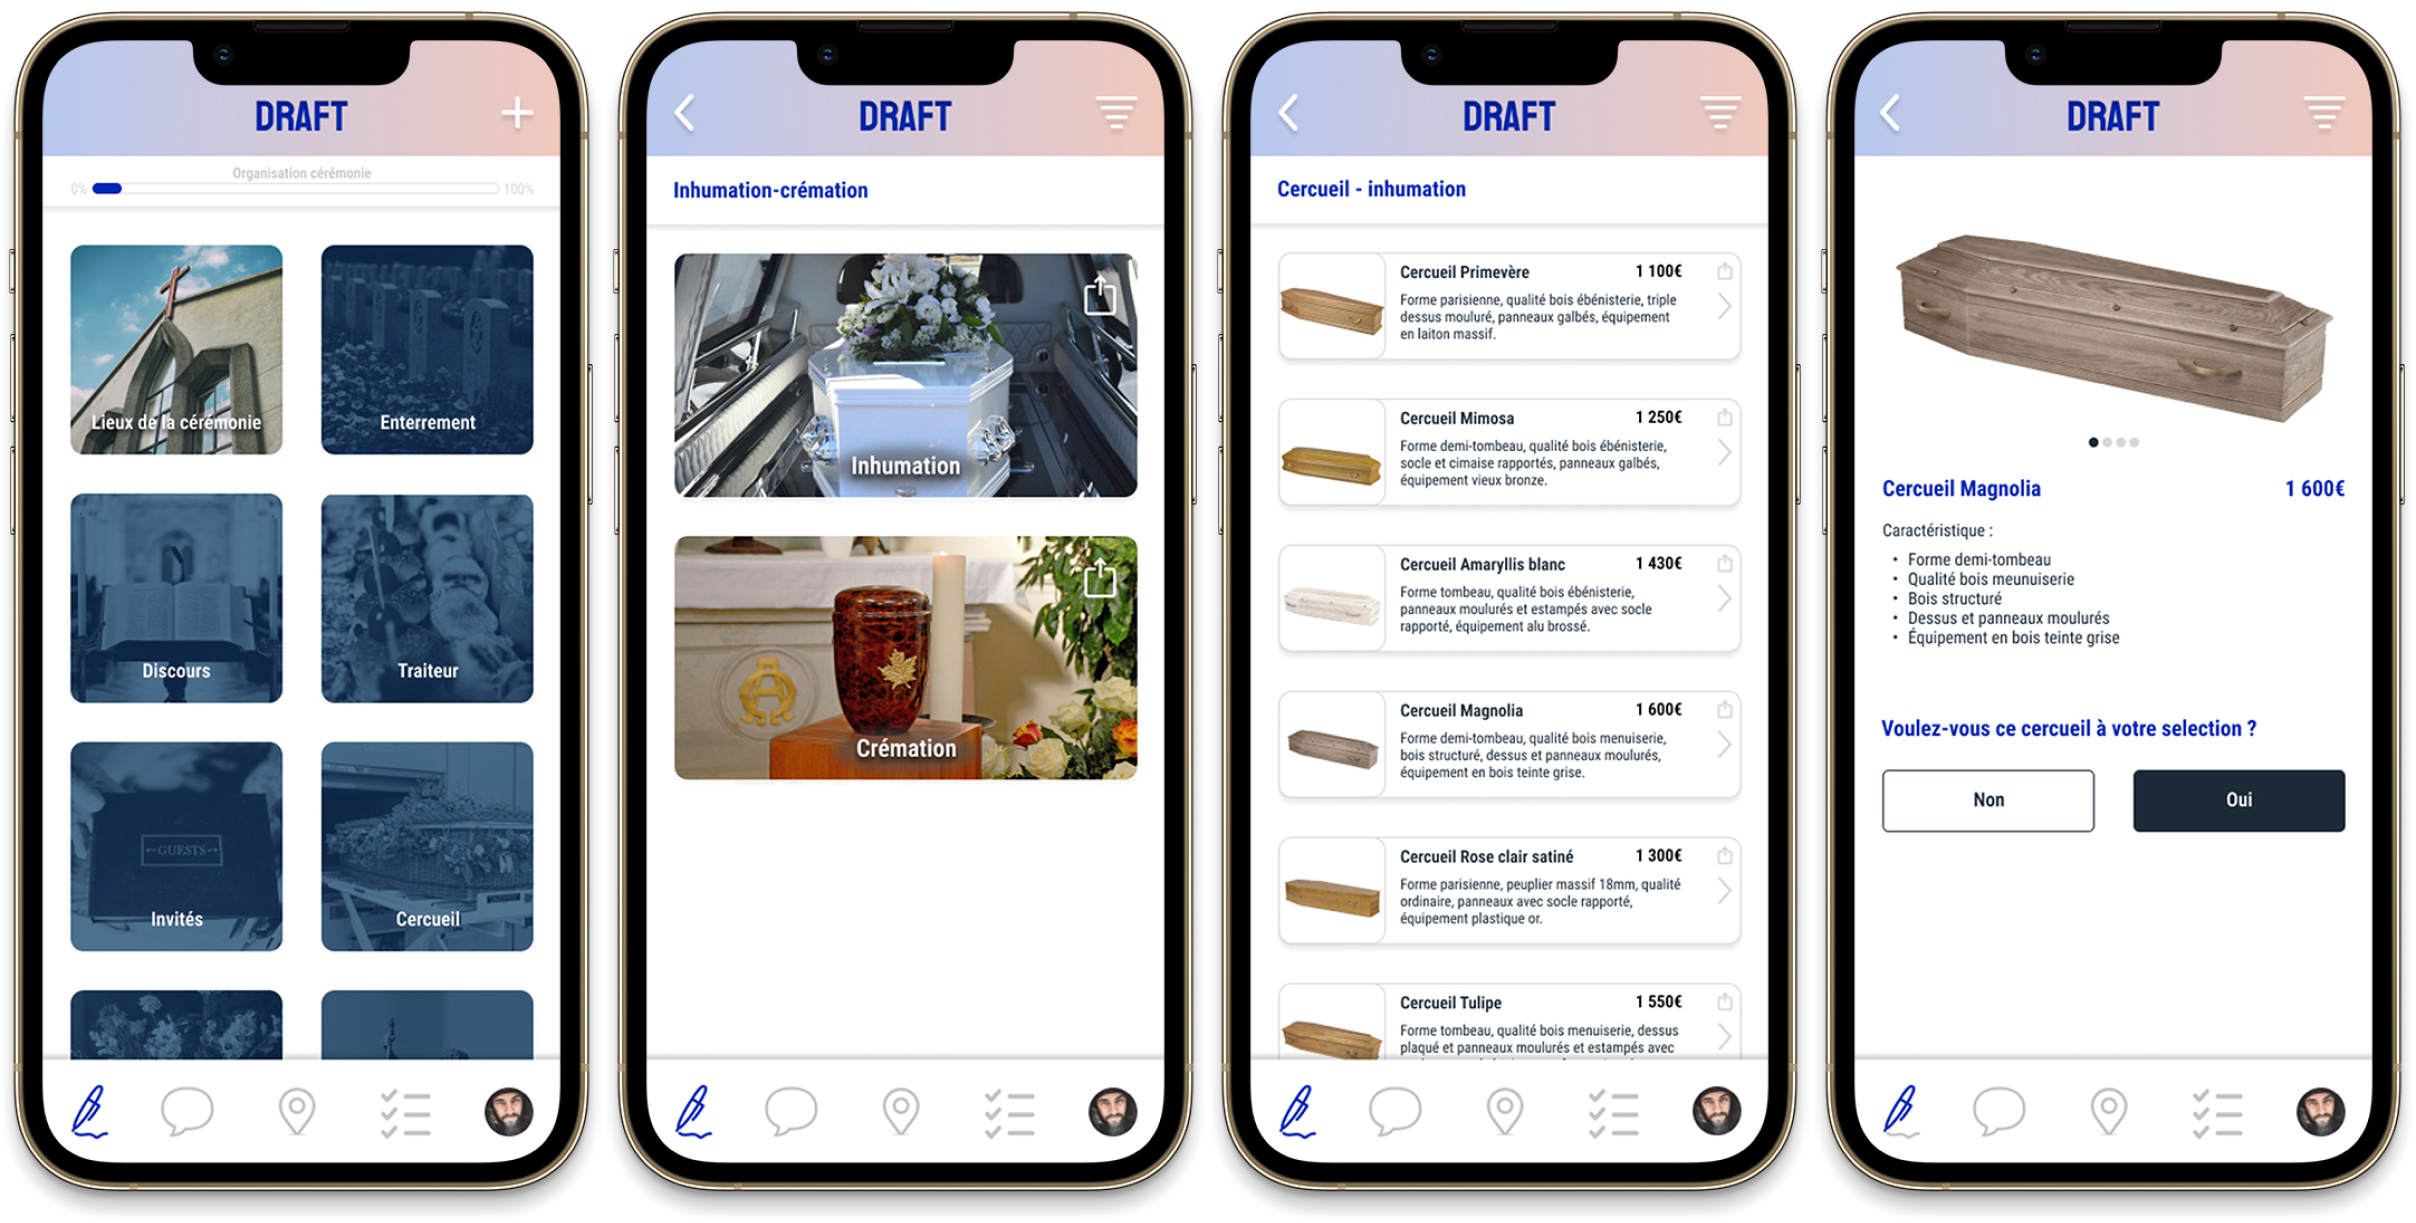 DRAFT
Organisation cérémonie
0%
100%
Lieux de la cérémonie
Enterrement
Discours
Traiteur
GUESTS
Invités
Cercueil
DRAFT
Inhumation-crémation
Inhumation
Crémation
DRAFT
Cercueil - inhumation
Cercueil Primevère 1 100€
Forme parisienne, qualité bois ébénisterie, triple
dessus mouluré, panneaux galbés, équipement
en laiton massif.
Cercueil Mimosa 1 250€
Forme demi-tombeau, qualité bois ébénisterie,
socle et cimaise rapportés, panneaux galbés,
équipement vieux bronze.
Cercueil Amaryllis blanc 1 430€
Forme tombeau, qualité bois ébénisterie,
panneaux moulurés et estampés avec socle
rapporté, équipement alu brossé.
Cercueil Magnolia 1 600€
Forme demi-tombeau, qualité bois menuiserie,
bois structuré, dessus et panneaux moulurés,
équipement en bois teinte grise.
Cercueil Rose clair satiné 1 300€
Forme parisienne, peuplier massif 18mm, qualité
ordinaire, panneaux avec socle rapporté,
équipement plastique or.
Cercueil Tulipe 1 550€
Forme tombeau, qualité bois menuiserie, dessus
plaqué et panneaux moulurés et estampés avec
DRAFT
Cercueil Magnolia 1 600€
Caractéristique :
• Forme demi-tombeau
• Qualité bois meunuiserie
• Bois structuré
• Dessus et panneaux moulurés
• Équipement en bois teinte grise
Voulez-vous ce cercueil à votre selection ?
Non
Oui